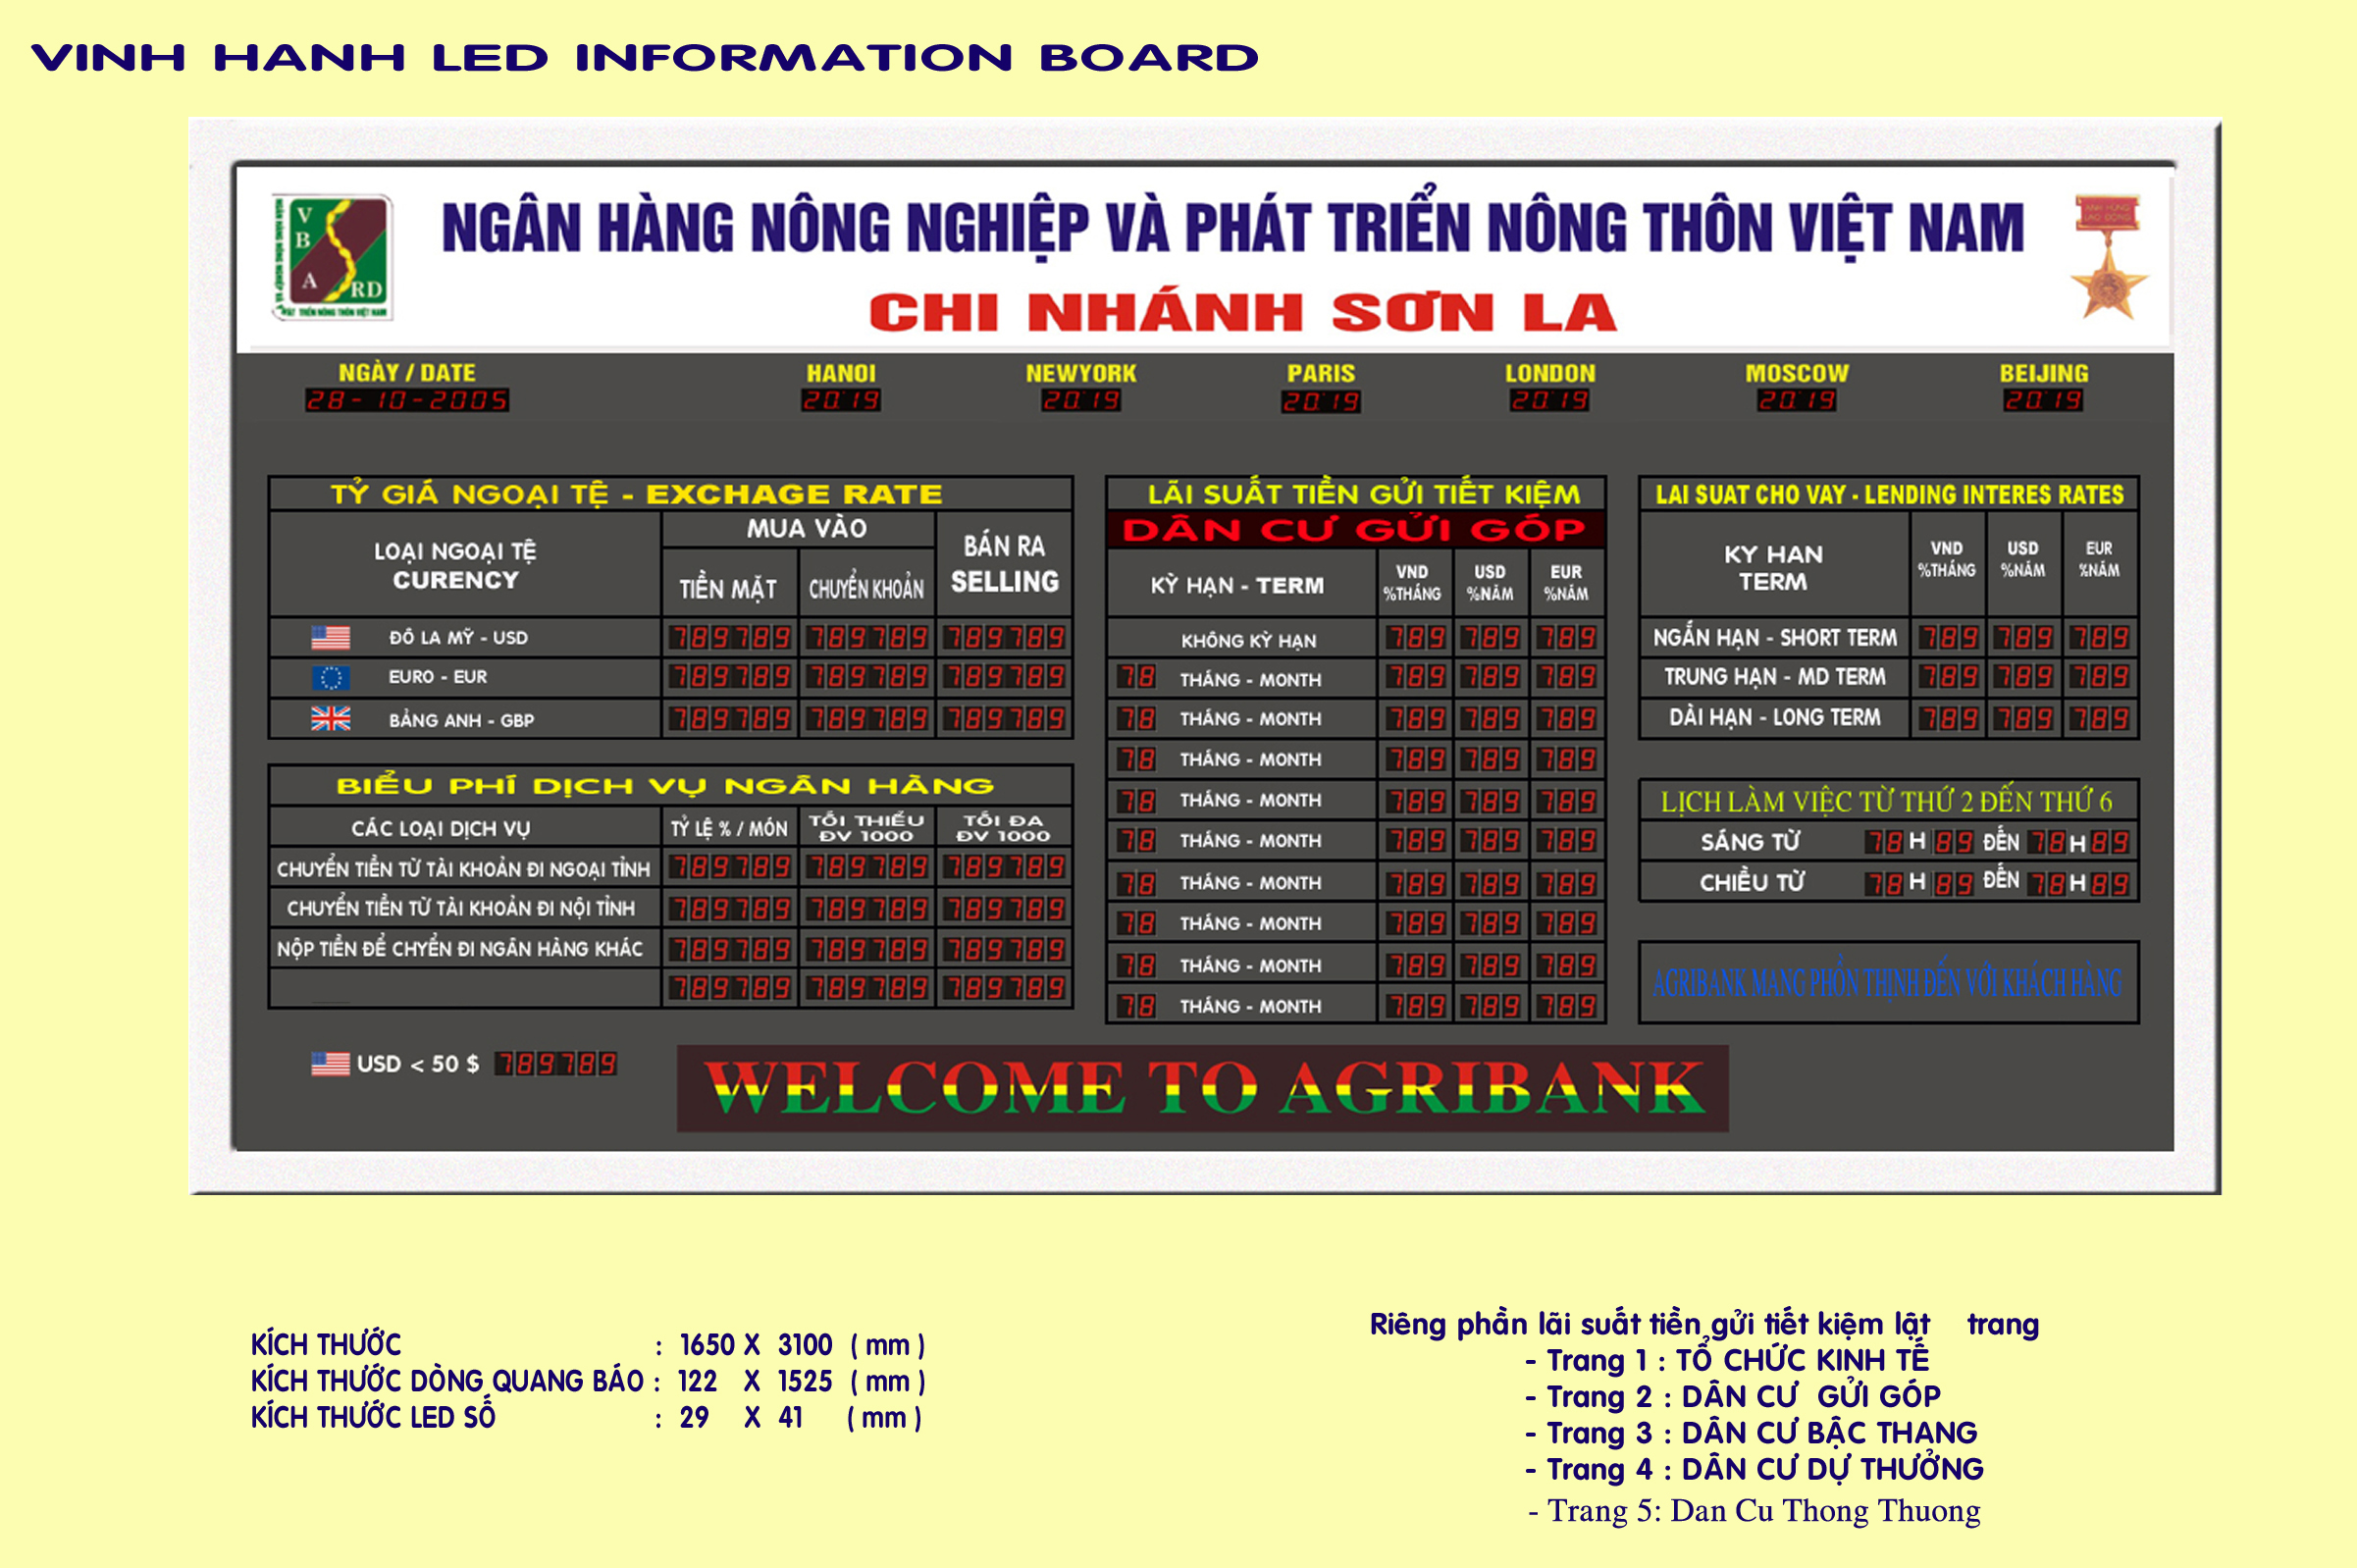 VINH HANH LED INFORMATION BOARD
V
B
A
RD
NGÂN HÀNG NÔNG NGHIỆP VÀ PHÁT TRIỂN NÔNG THÔN VIỆT NAM
CHI NHÁNH SƠN LA
ANH HÙNG
LAO ĐỘNG
NGÀY / DATE HANOI NEWYORK PARIS LONDON MOSCOW BEIJING
28-10-2005 20:19 20:19 20:19 20:19 20:19 20:19
TỶ GIÁ NGOẠI TỆ - EXCHAGE RATE
LOẠI NGOẠI TỆ
CURENCY
MUA VÀO
TIỀN MẶT CHUYỂN KHOẢN
BÁN RA
SELLING
ĐÔ LA MỸ - USD 789789 789789 789789
EURO - EUR 789789 789789 789789
BẢNG ANH - GBP 789789 789789 789789
BIỂU PHÍ DỊCH VỤ NGÂN HÀNG
CÁC LOẠI DỊCH VỤ TỶ LỆ % / MÓN
TỐI THIỂU
ĐV 1000
TỐI ĐA
ĐV 1000
CHUYỂN TIỀN TỪ TÀI KHOẢN ĐI NGOẠI TỈNH 789789 789789 789789
CHUYỂN TIỀN TỪ TÀI KHOẢN ĐI NỘI TỈNH 789789 789789 789789
NỘP TIỀN ĐỂ CHYỂN ĐI NGÂN HÀNG KHÁC 789789 789789 789789
789789 789789 789789
USD < 50 $ 789789
LÃI SUẤT TIỀN GỬI TIẾT KIỆM
DÂN CƯ GỬI GÓP
KỲ HẠN - TERM
VND
%THÁNG
USD
%NĂM
EUR
%NĂM
KHÔNG KỲ HẠN 789 789 789
78 THÁNG - MONTH 789 789 789
78 THÁNG - MONTH 789 789 789
78 THÁNG - MONTH 789 789 789
78 THÁNG - MONTH 789 789 789
78 THÁNG - MONTH 789 789 789
78 THÁNG - MONTH 789 789 789
78 THÁNG - MONTH 789 789 789
78 THÁNG - MONTH 789 789 789
78 THÁNG - MONTH 789 789 789
LAI SUAT CHO VAY - LENDING INTERES RATES
KY HAN
TERM
VND
%THÁNG
USD
%NĂM
EUR
%NĂM
NGẮN HẠN - SHORT TERM 789 789 789
TRUNG HẠN - MD TERM 789 789 789
DÀI HẠN - LONG TERM 789 789 789
LỊCH LÀM VIỆC TỪ THỨ 2 ĐẾN THỨ 6
SÁNG TỪ 78 H 89 ĐẾN 78 H 89
CHIỀU TỪ 78 H 89 ĐẾN 78 H 89
AGRIBANK MANG PHỒN THỊNH ĐẾN VỚI KHÁCH HÀNG
WELCOME TO AGRIBANK
KÍCH THƯỚC : 1650 X 3100 ( mm )
KÍCH THƯỚC DÒNG QUANG BÁO : 122 X 1525 ( mm )
KÍCH THƯỚC LED SỐ : 29 X 41 ( mm )
Riêng phần lãi suất tiền gửi tiết kiệm lật trang
- Trang 1 : TỔ CHỨC KINH TẾ
- Trang 2 : DÂN CƯ GỬI GÓP
- Trang 3 : DÂN CƯ BẬC THANG
- Trang 4 : DÂN CƯ DỰ THƯỞNG
- Trang 5: Dan Cu Thong Thuong